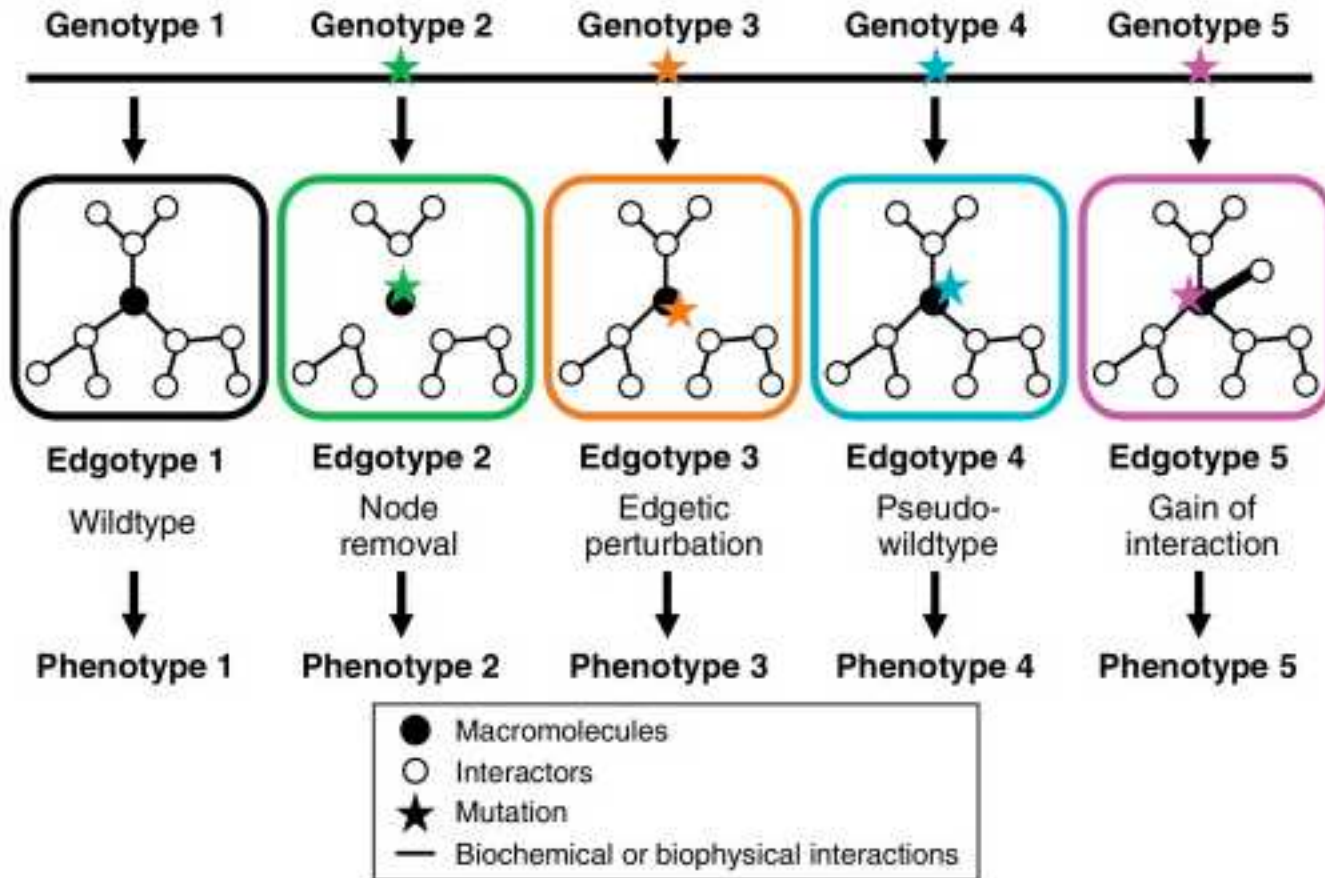 Genotype 1 Genotype 2 Genotype 3 Genotype 4 Genotype 5
Edgotype 1 Edgotype 2 Edgotype 3 Edgotype 4 Edgotype 5
Wildtype
Node
removal
Edgetic
perturbation
Pseudo-
wildtype
Gain of
interaction
Phenotype 1 Phenotype 2 Phenotype 3 Phenotype 4 Phenotype 5
Macromolecules
Interactors
Mutation
Biochemical or biophysical interactions